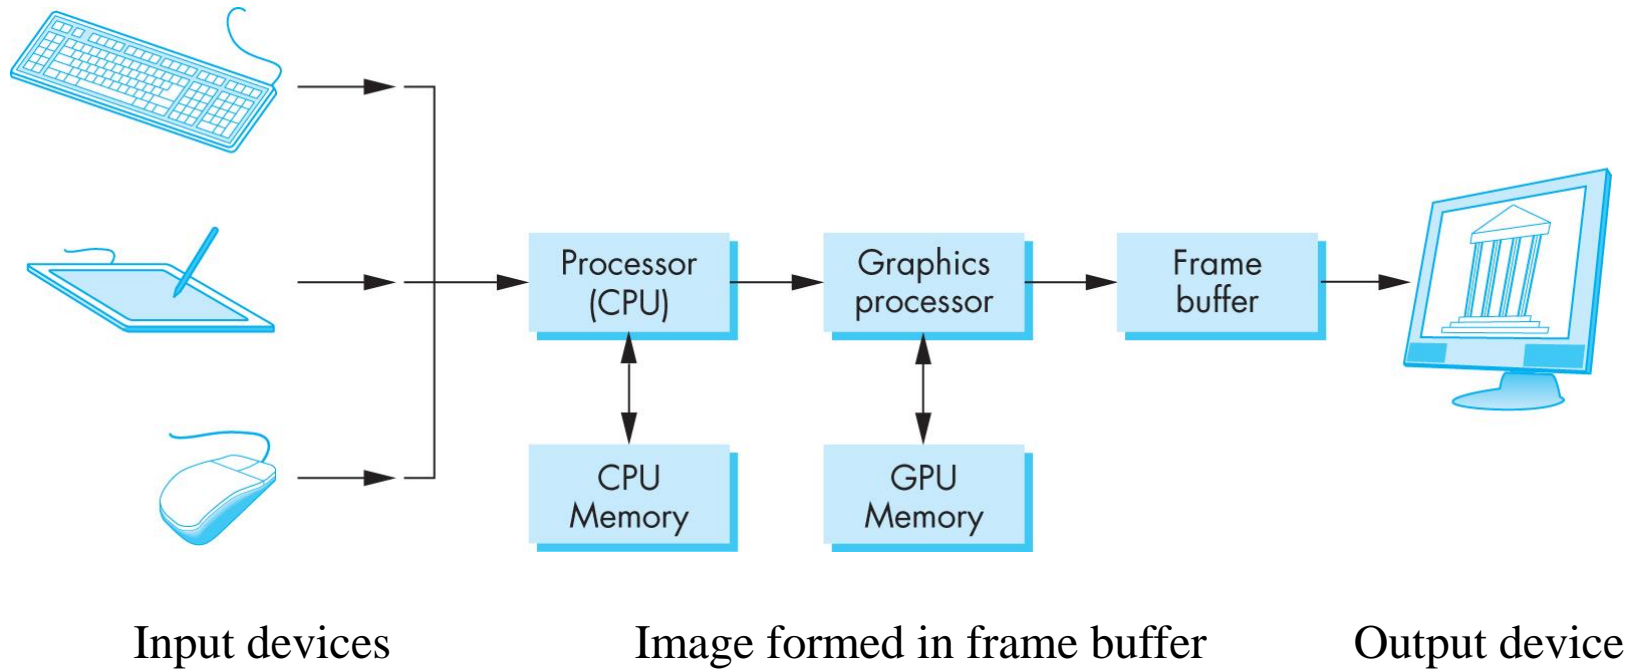 Processor
(CPU)
Graphics
processor
Frame
buffer
CPU
Memory
GPU
Memory
Input devices
Image formed in frame buffer
Output device